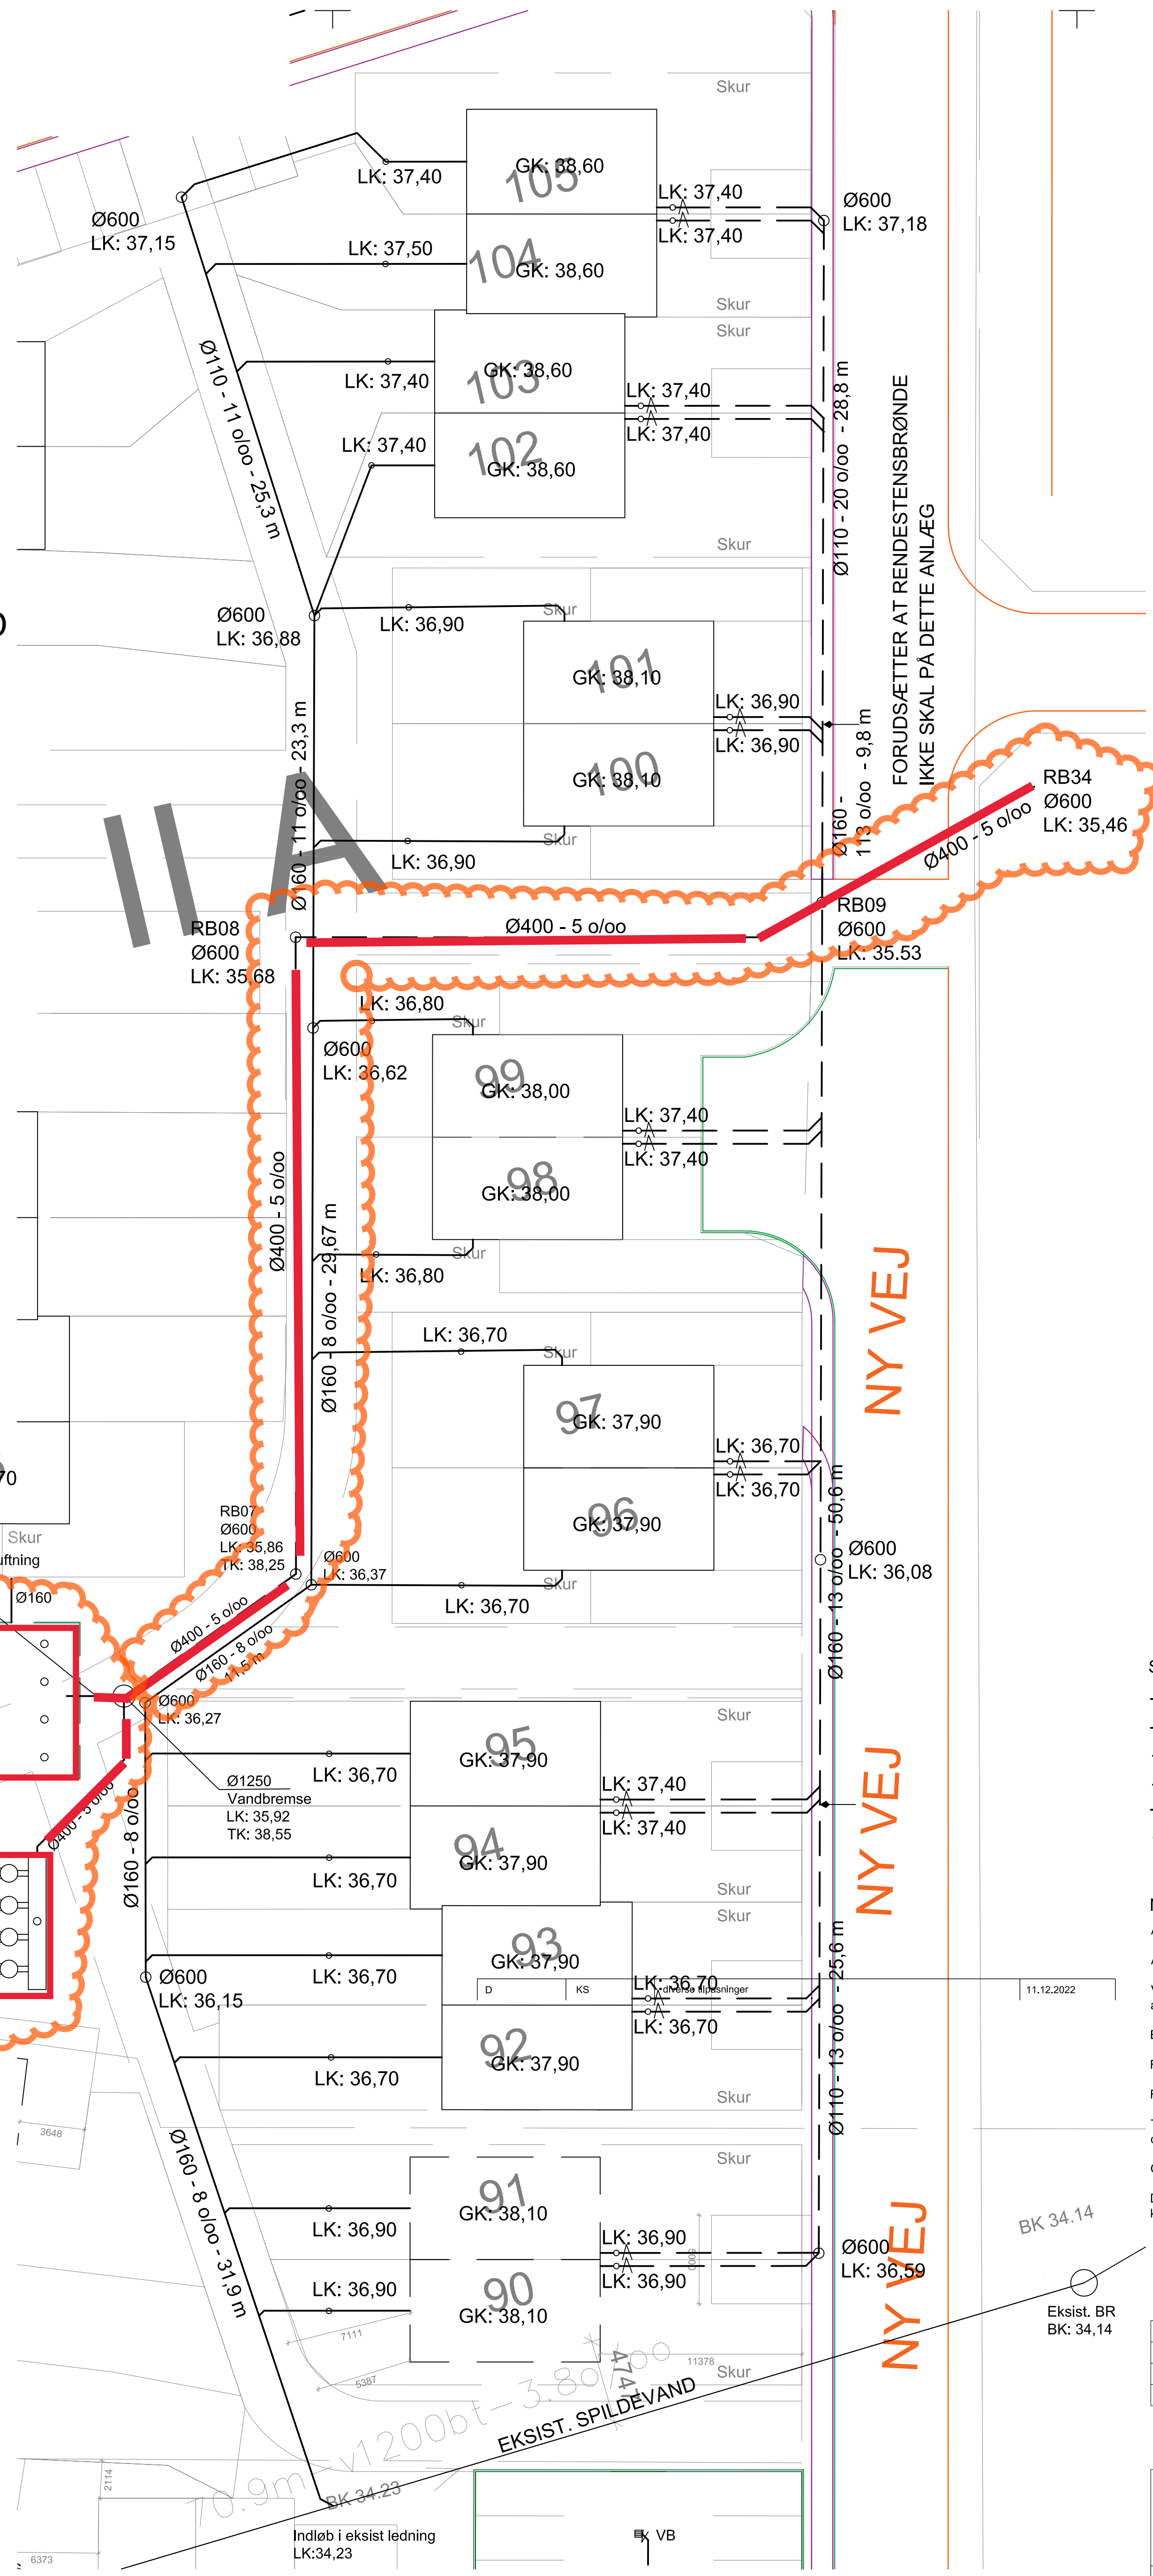 Skur
GK: 38,60
105
LK: 37,40
LK: 37,40
Ø600
LK: 37,18
Ø600
LK: 37,15
LK: 37,40
LK: 37,50
104
GK: 38,60
Skur
Skur
Ø110 - 11 o/oo - 25,3 m
GK: 38,60
103
LK: 37,40
LK: 37,40
LK: 37,40
LK: 37,40
102
GK: 38,60
Ø110 - 20 o/oo - 28,8 m
FORUDSÆTTER AT RENDESTENSBRØNDE
IKKE SKAL PÅ DETTE ANLÆG
Skur
Ø600
LK: 36,88
LK: 36,90
Skur
101
GK: 38,10
LK: 36,90
LK: 36,90
100
GK: 38,10
Ø160 - 11 o/oo - 23,3 m
II A
Ø160 -
113 o/oo - 9,8 m
Skur
LK: 36,90
RB34
Ø600
LK: 35,46
Ø400 - 5 o/oo
RB08
Ø600
LK: 35.68
Ø400 - 5 o/oo
RB09
Ø600
LK: 35.53
LK: 36,80
Skur
Ø600
LK: 36,62
99
GK: 38,00
LK: 37,40
LK: 37,40
98
GK: 38,00
Skur
LK: 36,80
Ø400 - 5 o/oo
Ø160 - 8 o/oo - 29,67 m
NY VEJ
LK: 36,70
Skur
97
GK: 37,90
LK: 36,70
LK: 36,70
96
GK: 37,90
Ø160 - 13 o/oo - 50,6 m
Ø600
LK: 36,08
70
Skur
uftning
Ø160
RB07
Ø600
LK: 35,86
TK: 38,25
Ø600
LK: 36,37
Skur
LK: 36,70
Ø400 - 5 o/oo
Ø160 - 8 o/oo
11,5 m
Ø600
LK: 36,27
Skur
95
GK: 37,90
LK: 36,70
LK: 37,40
LK: 37,40
Ø1250
Vandbremse
LK: 35,92
TK: 38,55
Ø400 - 5 o/oo
Ø160 - 8 o/oo
94
GK: 37,90
LK: 36,70
NY VEJ
Skur
Skur
93
GK: 37,90
LK: 36,70
Ø600
LK: 36,15
D
KS
diverse tilpasninger
11.12.2022
LK: 36,70
LK: 36,70
92
GK: 37,90
LK: 36,70
Ø110 - 13 o/oo - 25,6 m
Skur
3648
Skur
Ø160 - 8 o/oo - 31,9 m
91
GK: 38,10
LK: 36,90
LK: 36,90
LK: 36,90
5000
90
GK: 38,10
LK: 36,90
Ø600
LK: 36,59
NY VEJ
BK 34.14
Eksist. BR
BK: 34,14
7111
5387
4747
11378
Skur
EKSIST. SPILDEVAND
BK 34.23
2114
6373
Indløb i eksist ledning
LK:34,23
VB